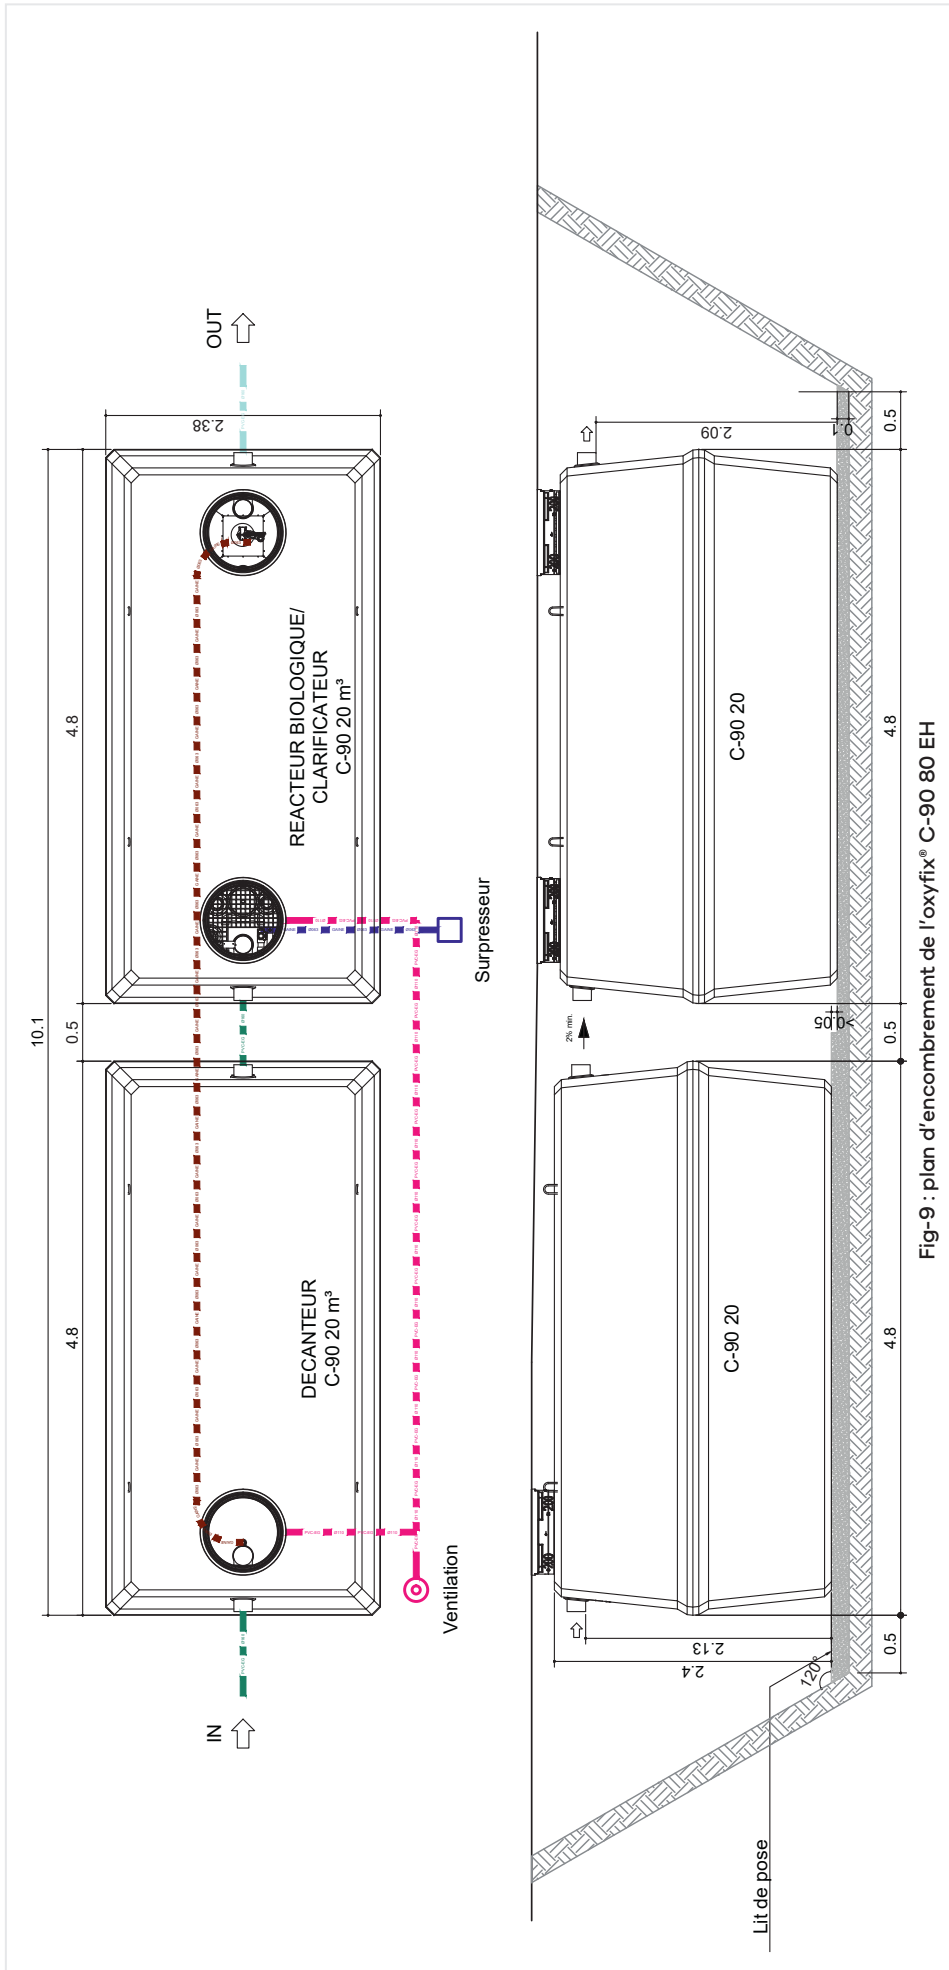 10.1
4.8
0.5
4.8
2.38
IN
OUT
DECANTEUR
C-90 20 m³
REACTEUR BIOLOGIQUE/
CLARIFICATEUR
C-90 20 m³
Ventilation
Surpresseur
2% min.
C-90 20
C-90 20
2.4
2.13
2.09
0.1
>0.05
120°
Lit de pose
0.5
4.8
0.5
4.8
0.5
Fig-9 : plan d'encombrement de l'oxyfix® C-90 80 EH